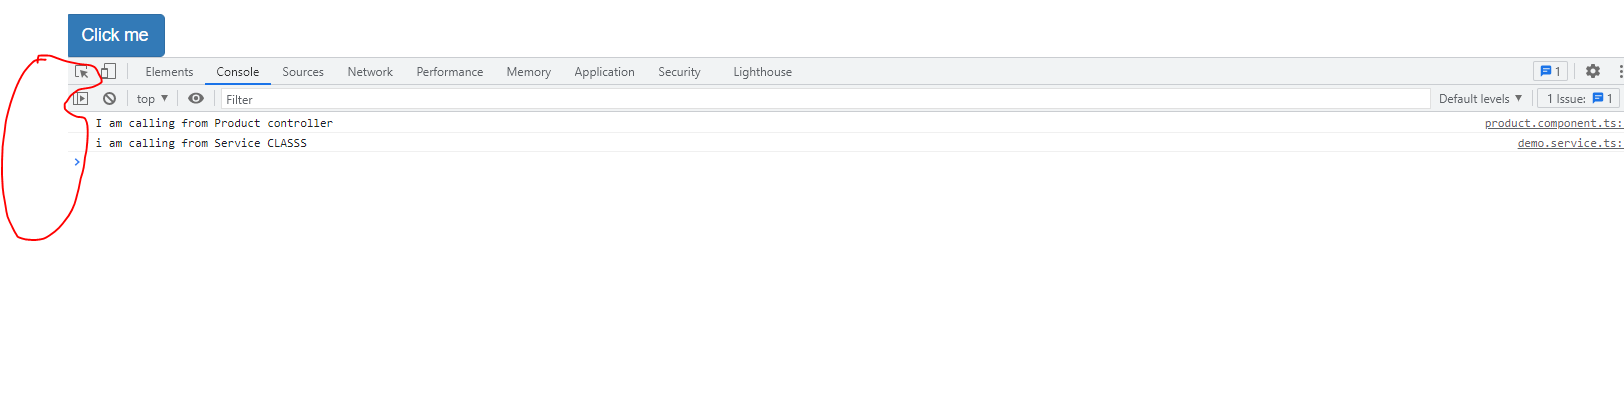 Click me
Elements Console Sources Network Performance Memory Application Security Lighthouse 1
top ▼ Filter Default levels ▼ 1 Issue: 1
I am calling from Product controller product.component.ts:
i am calling from Service CLASSS demo.service.ts: